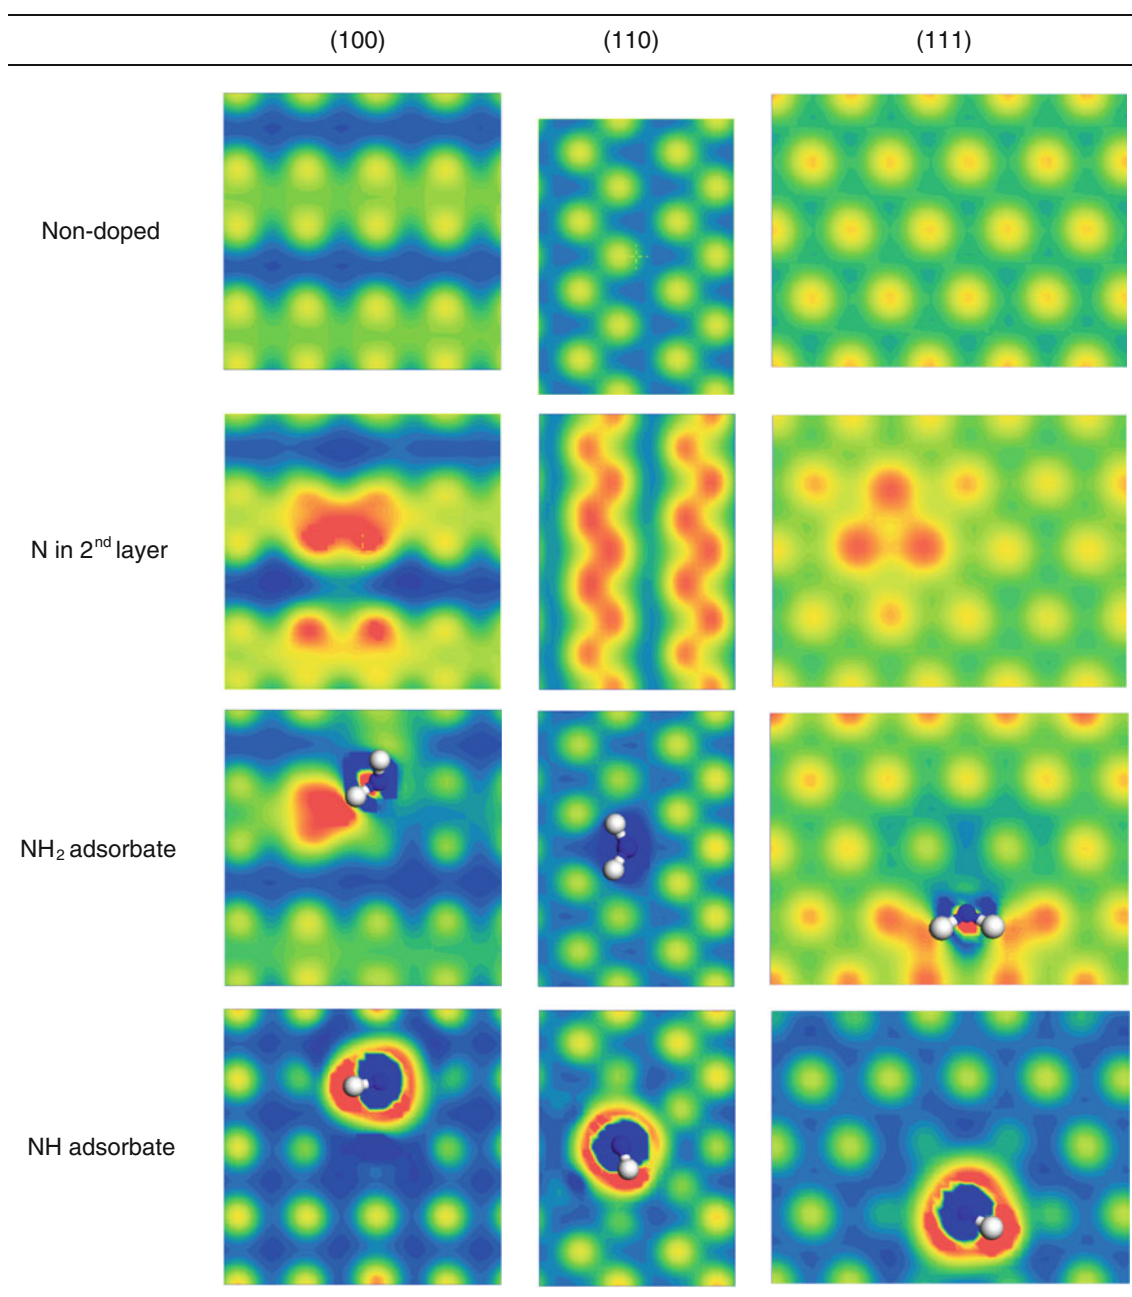 (100) (110) (111)
Non-doped
N in 2nd layer
NH2 adsorbate
NH adsorbate